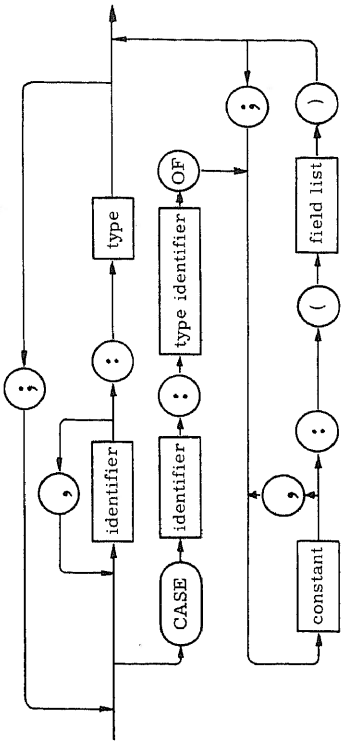 ;
,
identifier : type
CASE identifier : type identifier OF
;
,
constant : ( field list )